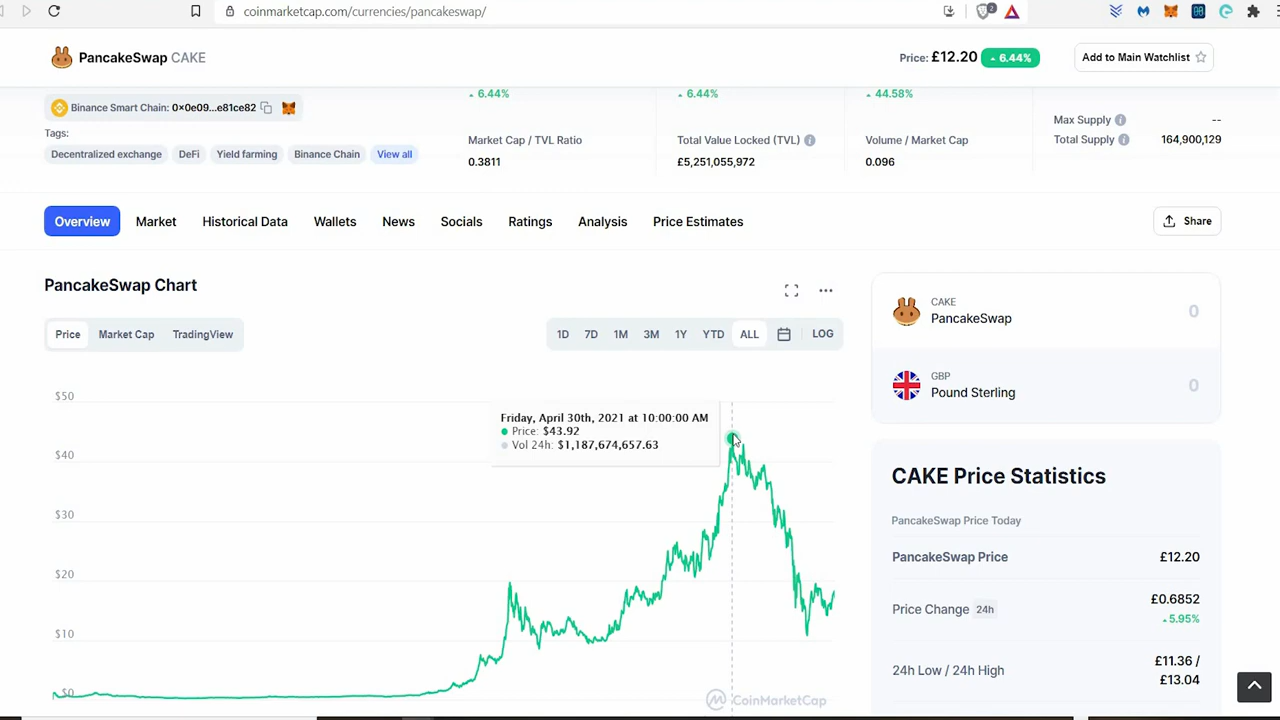 coinmarketcap.com/currencies/pancakeswap/
2
PancakeSwap CAKE
Price: £12.20 6.44%
Add to Main Watchlist
Binance Smart Chain: 0x0e09...e81ce82
Tags:
Decentralized exchange DeFi Yield farming Binance Chain View all
6.44%
Market Cap / TVL Ratio
0.3811
6.44%
Total Value Locked (TVL)
£5,251,055,972
44.58%
Volume / Market Cap
0.096
Max Supply --
Total Supply 164,900,129
Overview Market Historical Data Wallets News Socials Ratings Analysis Price Estimates
Share
PancakeSwap Chart
Price Market Cap TradingView
1D 7D 1M 3M 1Y YTD ALL LOG
$50
$40
$30
$20
$10
$0
Friday, April 30th, 2021 at 10:00:00 AM
Price: $43.92
Vol 24h: $1,187,674,657.63
CoinMarketCap
CAKE
PancakeSwap
0
GBP
Pound Sterling
0
CAKE Price Statistics
PancakeSwap Price Today
PancakeSwap Price £12.20
Price Change 24h £0.6852
5.95%
24h Low / 24h High £11.36 /
£13.04